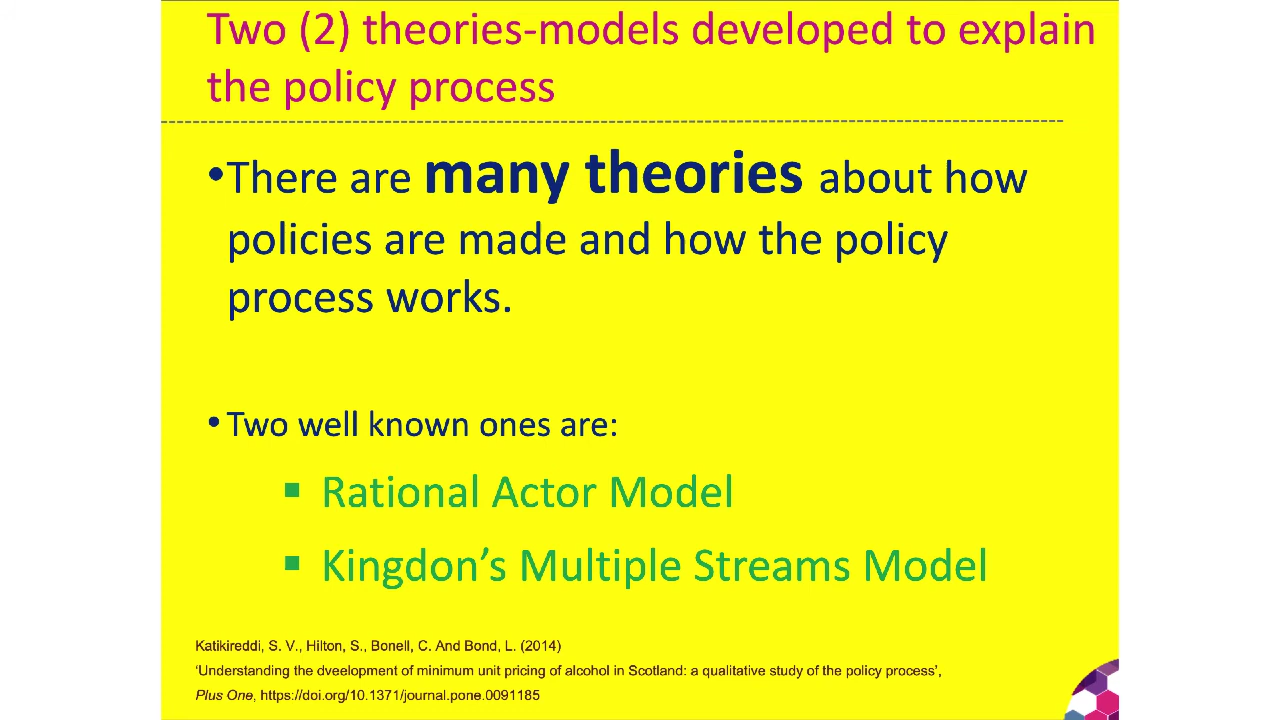 Two (2) theories-models developed to explain
the policy process
•There are many theories about how
policies are made and how the policy
process works.
• Two well known ones are:
▪ Rational Actor Model
▪ Kingdon’s Multiple Streams Model
Katikireddi, S. V., Hilton, S., Bonell, C. And Bond, L. (2014)
‘Understanding the dveelopment of minimum unit pricing of alcohol in Scotland: a qualitative study of the policy process’,
Plus One, https://doi.org/10.1371/journal.pone.0091185